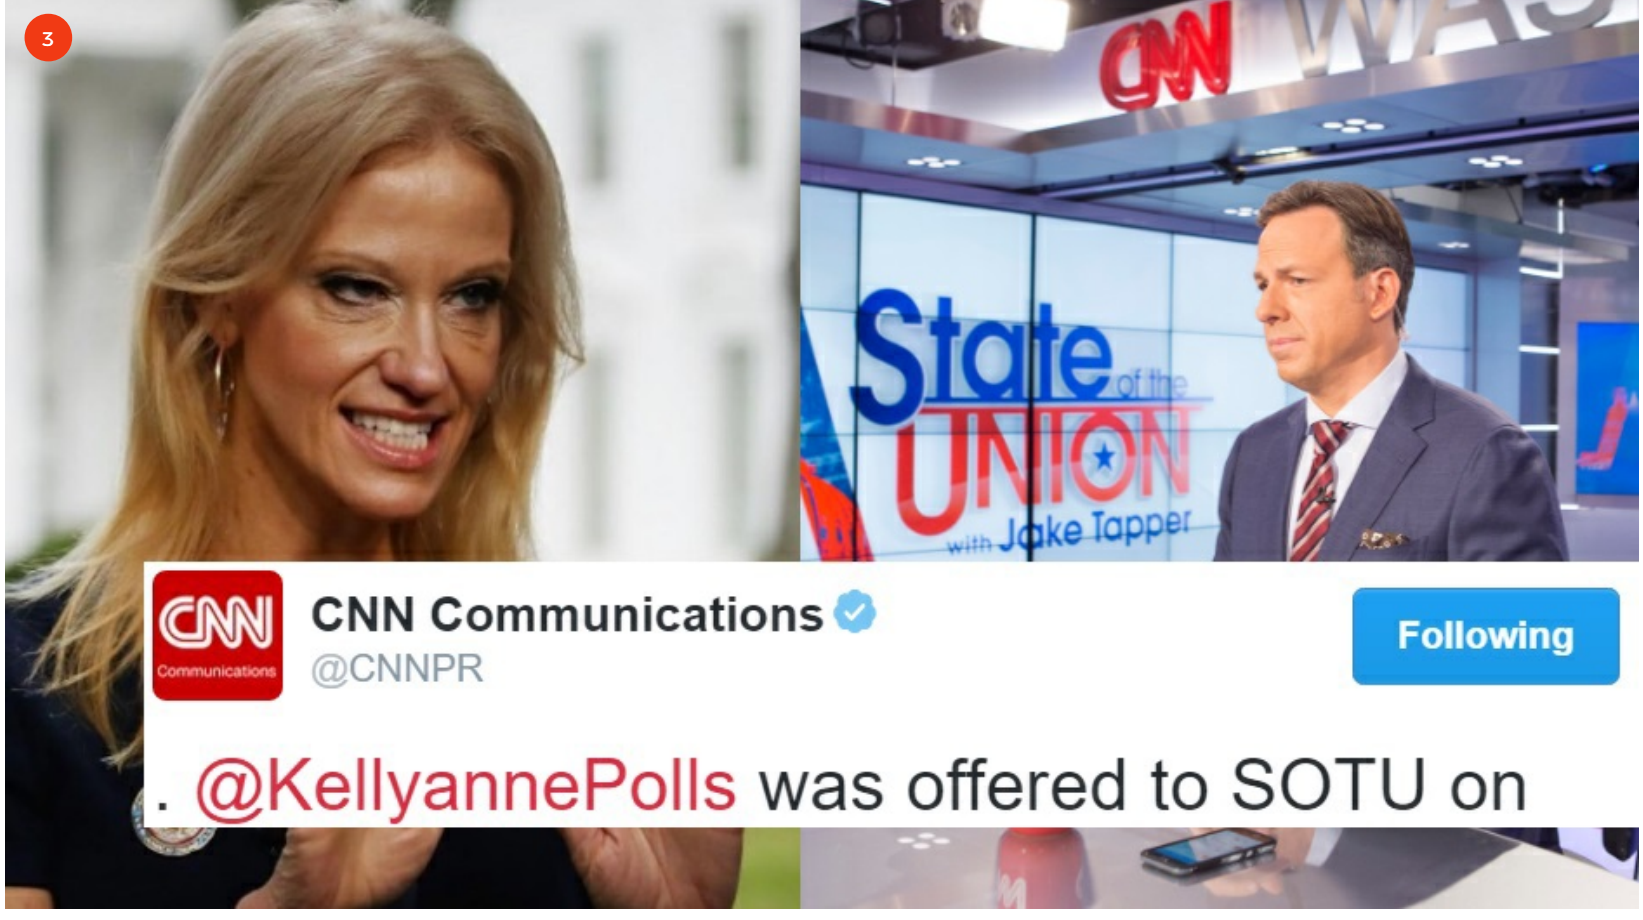 3
CNN WAS
State
of the
UNION
with Jake Tapper
CNN
Communications
CNN Communications
@CNNPR
Following
. @KellyannePolls was offered to SOTU on